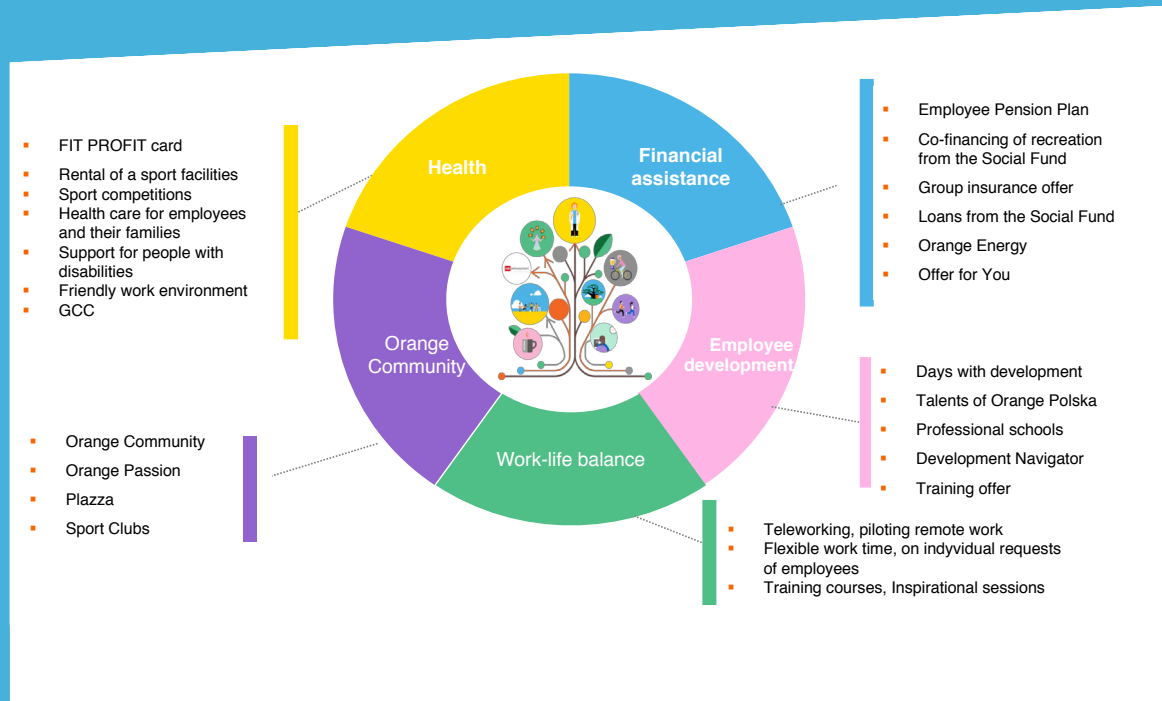 Health
FIT PROFIT card
Rental of a sport facilities
Sport competitions
Health care for employees
and their families
Support for people with
disabilities
Friendly work environment
GCC
Financial
assistance
Employee Pension Plan
Co-financing of recreation
from the Social Fund
Group insurance offer
Loans from the Social Fund
Orange Energy
Offer for You
Orange
Community
Orange Community
Orange Passion
Plazza
Sport Clubs
Employee
development
Days with development
Talents of Orange Polska
Professional schools
Development Navigator
Training offer
Work-life balance
Teleworking, piloting remote work
Flexible work time, on indyvidual requests
of employees
Training courses, Inspirational sessions